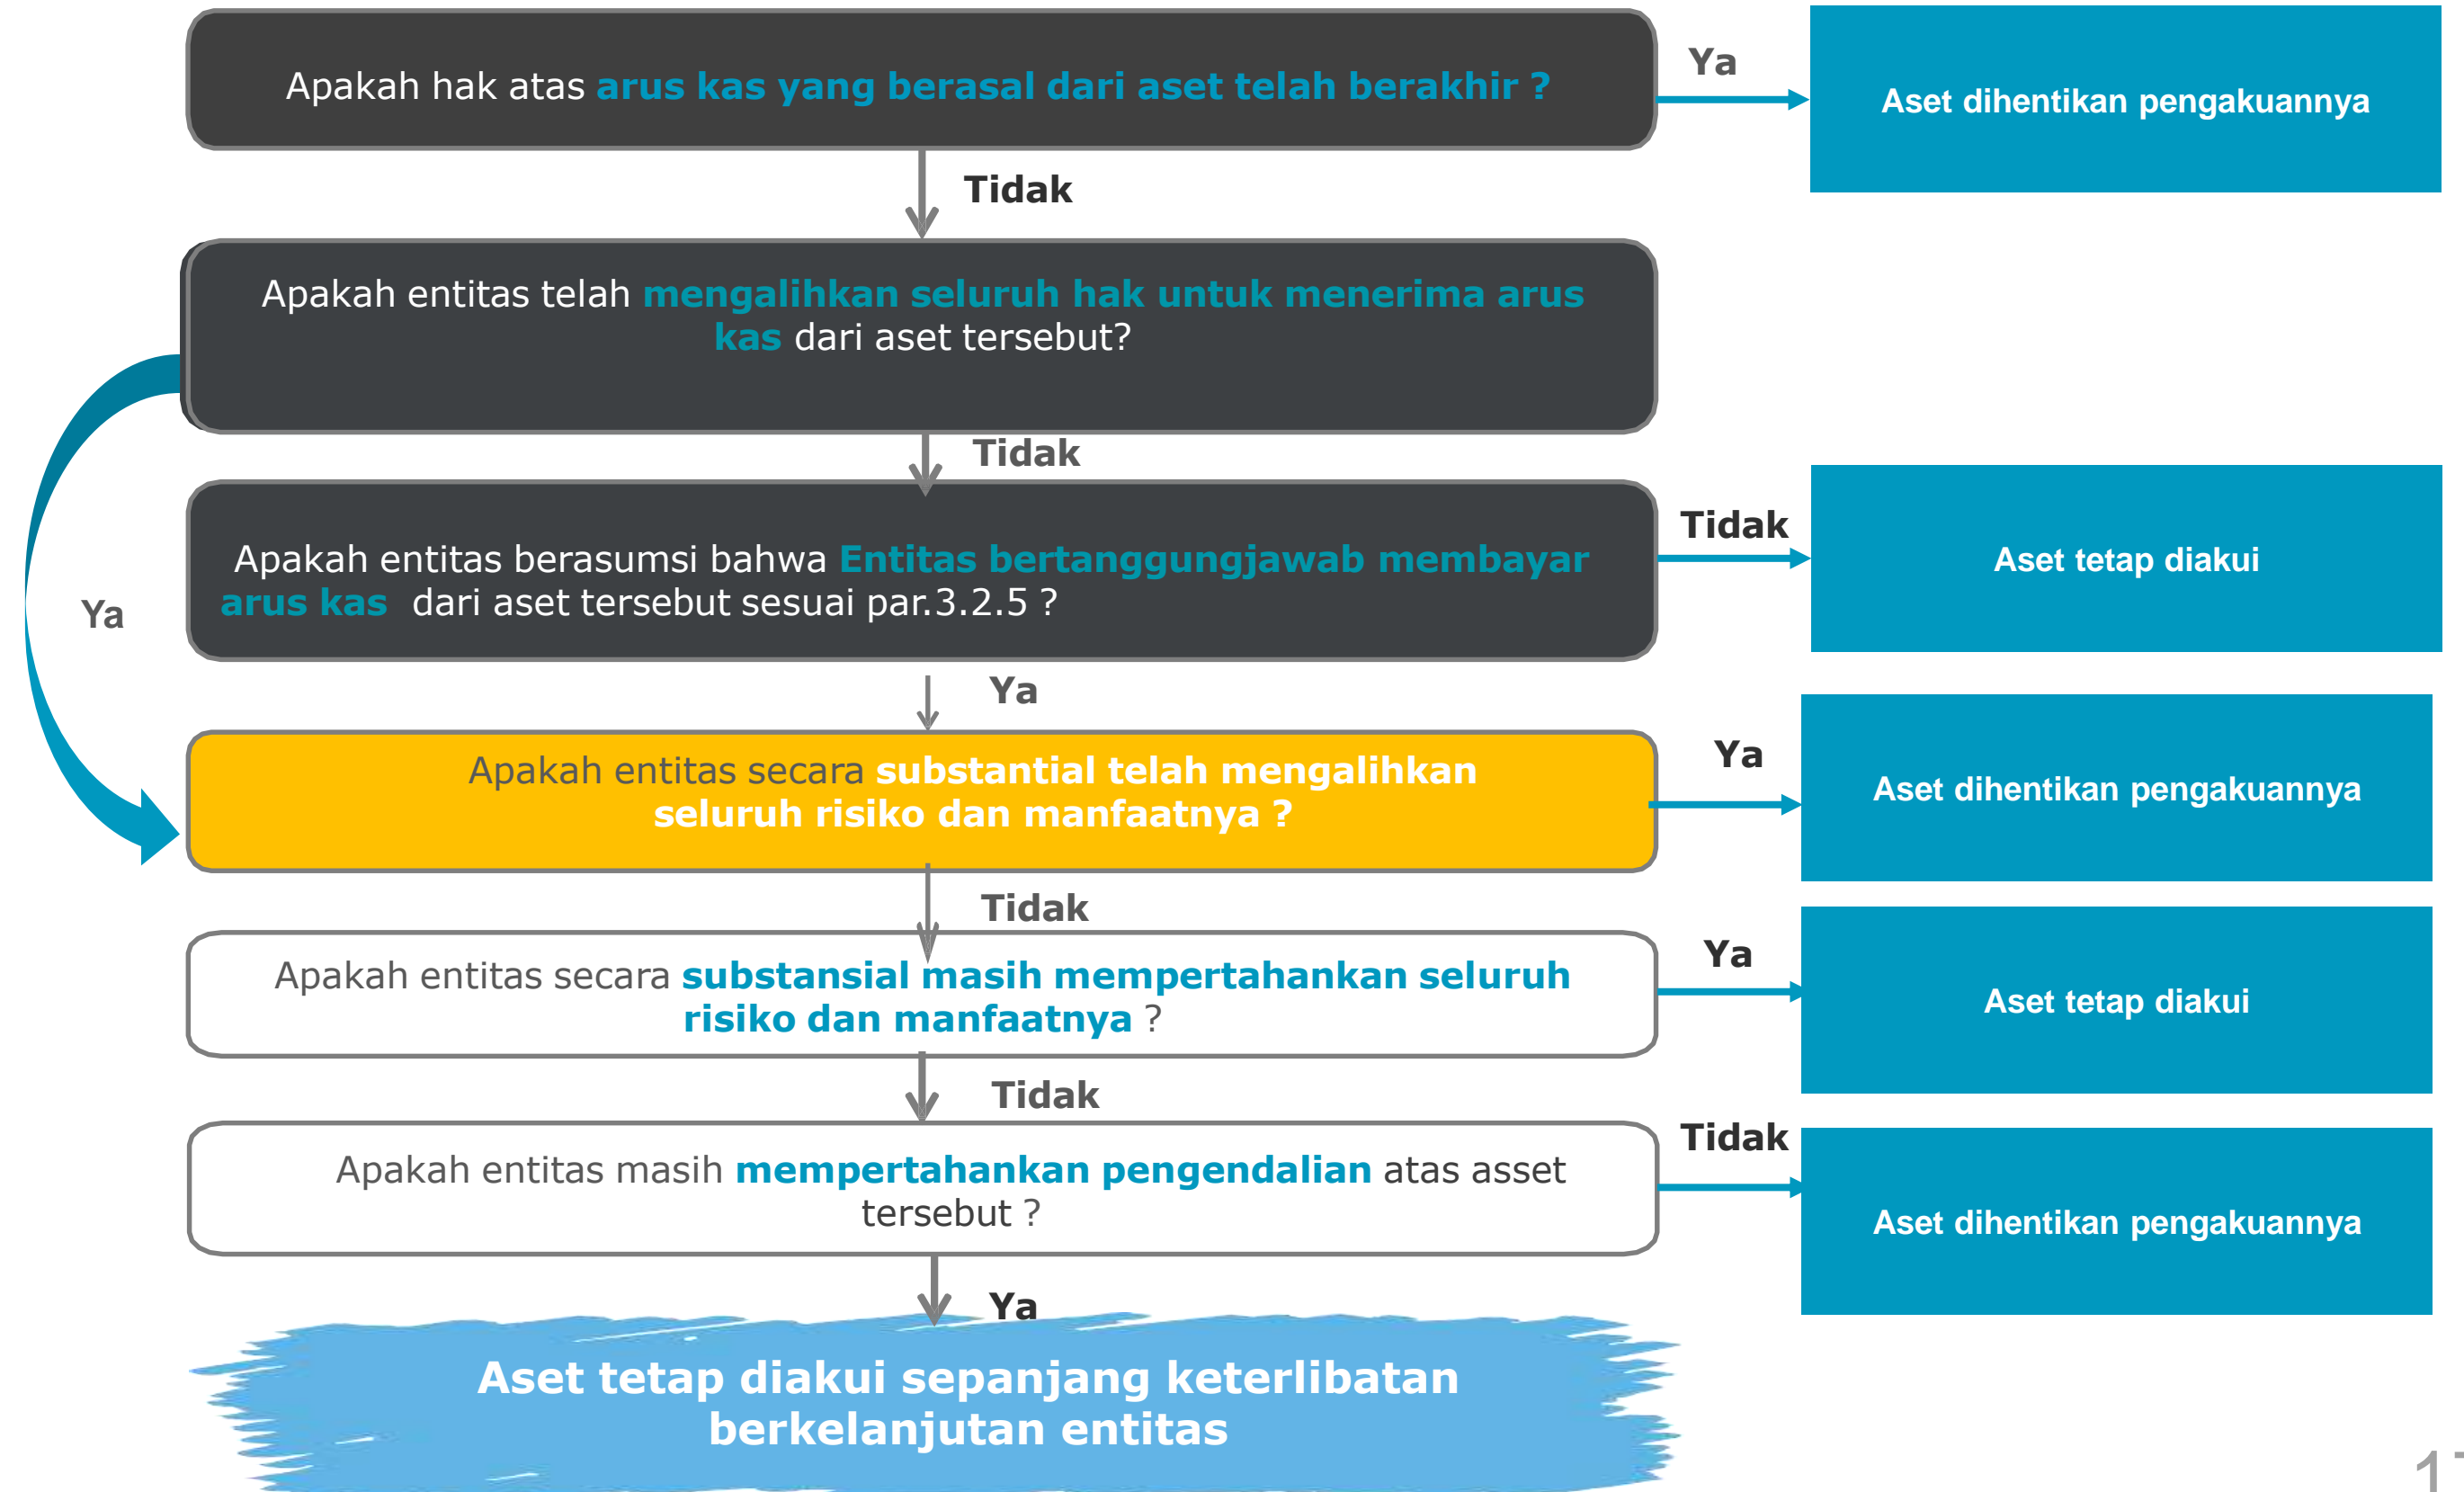 Apakah hak atas arus kas yang berasal dari aset telah berakhir ?
Ya
Aset dihentikan pengakuannya
Tidak
Apakah entitas telah mengalihkan seluruh hak untuk menerima arus
kas dari aset tersebut?
Tidak
Apakah entitas berasumsi bahwa Entitas bertanggungjawab membayar
arus kas dari aset tersebut sesuai par.3.2.5 ?
Tidak
Aset tetap diakui
Ya
Ya
Apakah entitas secara substantial telah mengalihkan
seluruh risiko dan manfaatnya ?
Ya
Aset dihentikan pengakuannya
Tidak
Apakah entitas secara substansial masih mempertahankan seluruh
risiko dan manfaatnya ?
Ya
Aset tetap diakui
Tidak
Apakah entitas masih mempertahankan pengendalian atas asset
tersebut ?
Tidak
Aset dihentikan pengakuannya
Ya
Aset tetap diakui sepanjang keterlibatan
berkelanjutan entitas